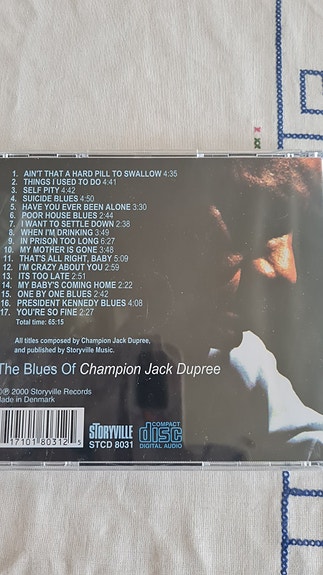 1. AIN'T THAT A HARD PILL TO SWALLOW 4:35
2. THINGS I USED TO DO 4:41
3. SELF PITY 4:42
4. SUICIDE BLUES 4:50
5. HAVE YOU EVER BEEN ALONE 3:30
6. POOR HOUSE BLUES 2:44
7. I WANT TO SETTLE DOWN 2:38
8. WHEN I'M DRINKING 3:49
9. IN PRISON TOO LONG 6:27
10. MY MOTHER IS GONE 3:48
11. THAT'S ALL RIGHT, BABY 5:09
12. I'M CRAZY ABOUT YOU 2:59
13. ITS TOO LATE 2:51
14. MY BABY'S COMING HOME 2:22
15. ONE BY ONE BLUES 2:42
16. PRESIDENT KENNEDY BLUES 4:08
17. YOU'RE SO FINE 2:27
Total time: 65:15
All titles composed by Champion Jack Dupree,
and published by Storyville Music.
The Blues Of Champion Jack Dupree
©℗ 2000 Storyville Records
Made in Denmark
17101 80312 5
STORYVILLE
STCD 8031
COMPACT
disc
DIGITAL AUDIO